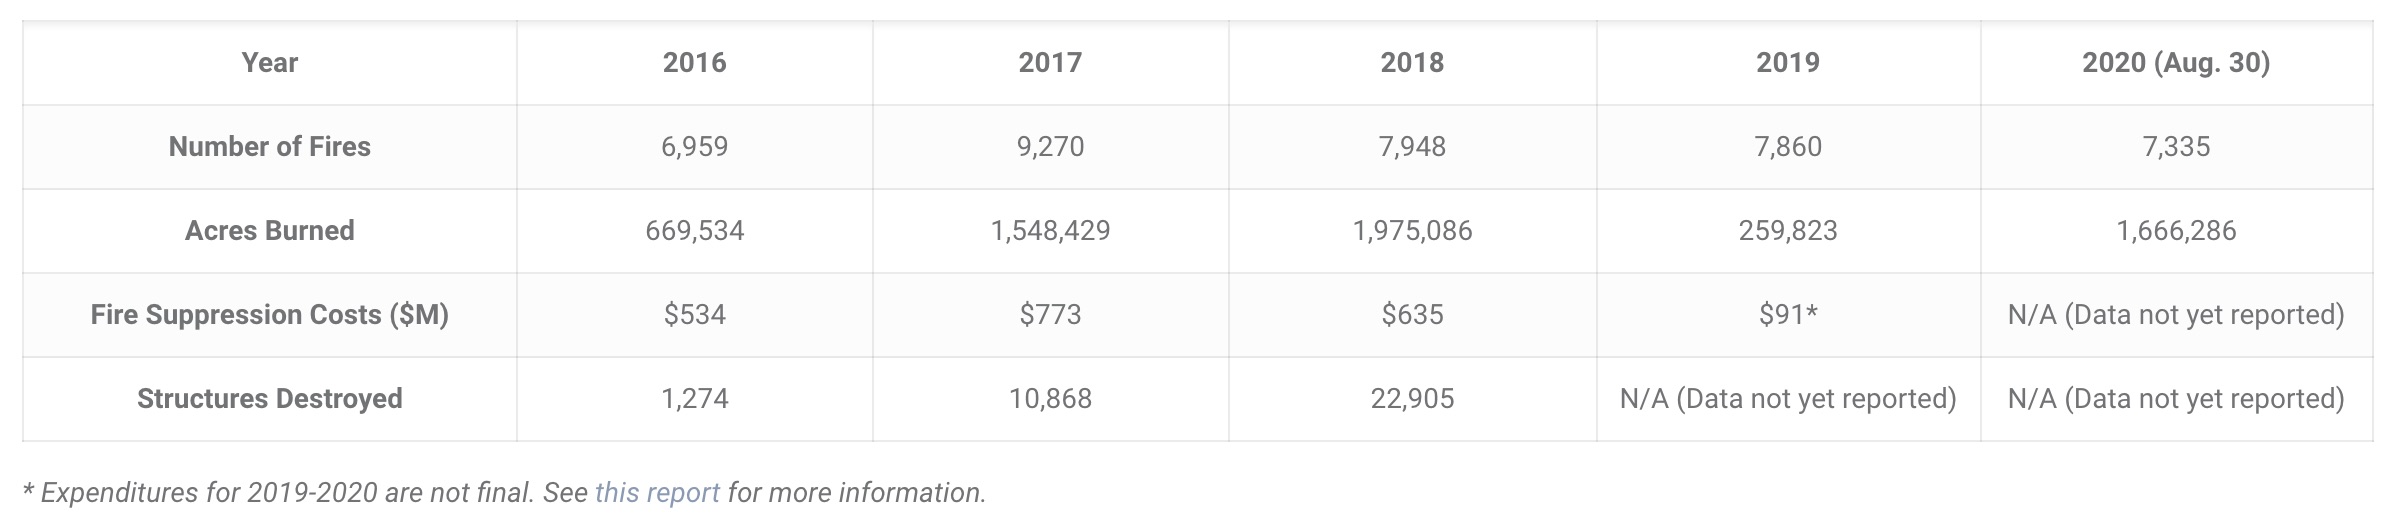 Year 2016 2017 2018 2019 2020 (Aug. 30)
Number of Fires 6,959 9,270 7,948 7,860 7,335
Acres Burned 669,534 1,548,429 1,975,086 259,823 1,666,286
Fire Suppression Costs ($M) $534 $773 $635 $91* N/A (Data not yet reported)
Structures Destroyed 1,274 10,868 22,905 N/A (Data not yet reported) N/A (Data not yet reported)
* Expenditures for 2019-2020 are not final. See this report for more information.